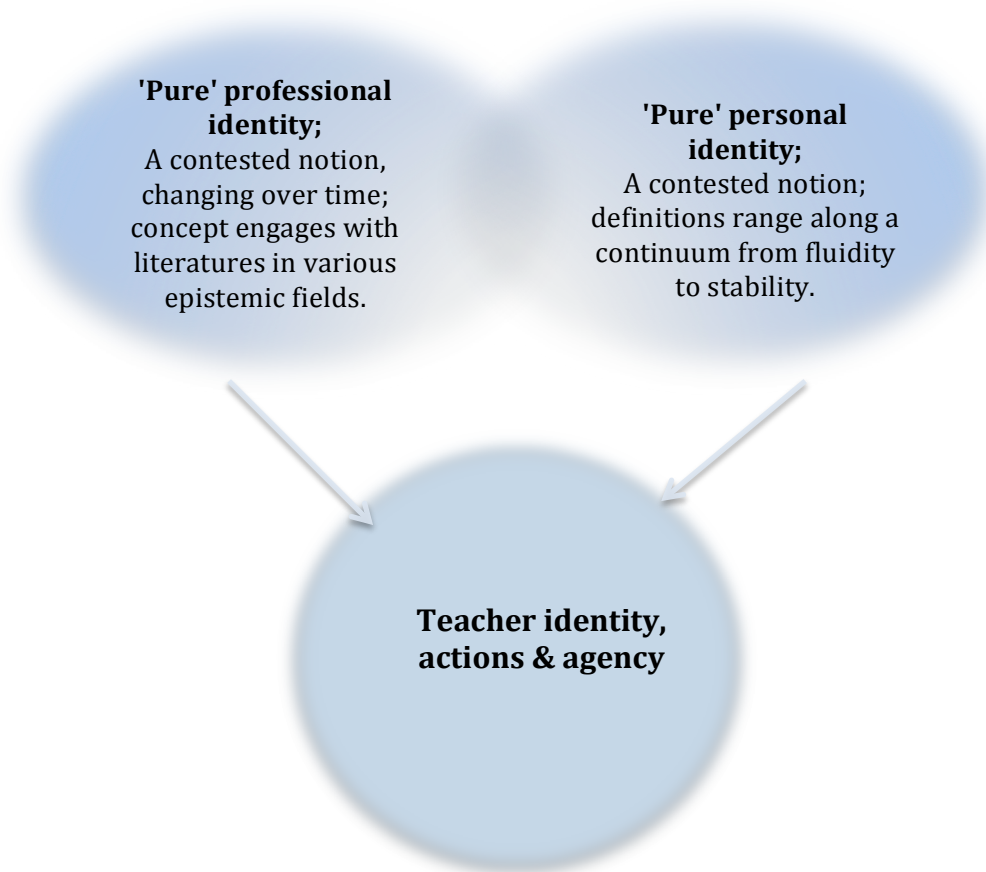 'Pure' professional
identity;
A contested notion,
changing over time;
concept engages with
literatures in various
epistemic fields.
'Pure' personal
identity;
A contested notion;
definitions range along a
continuum from fluidity
to stability.
Teacher identity,
actions & agency